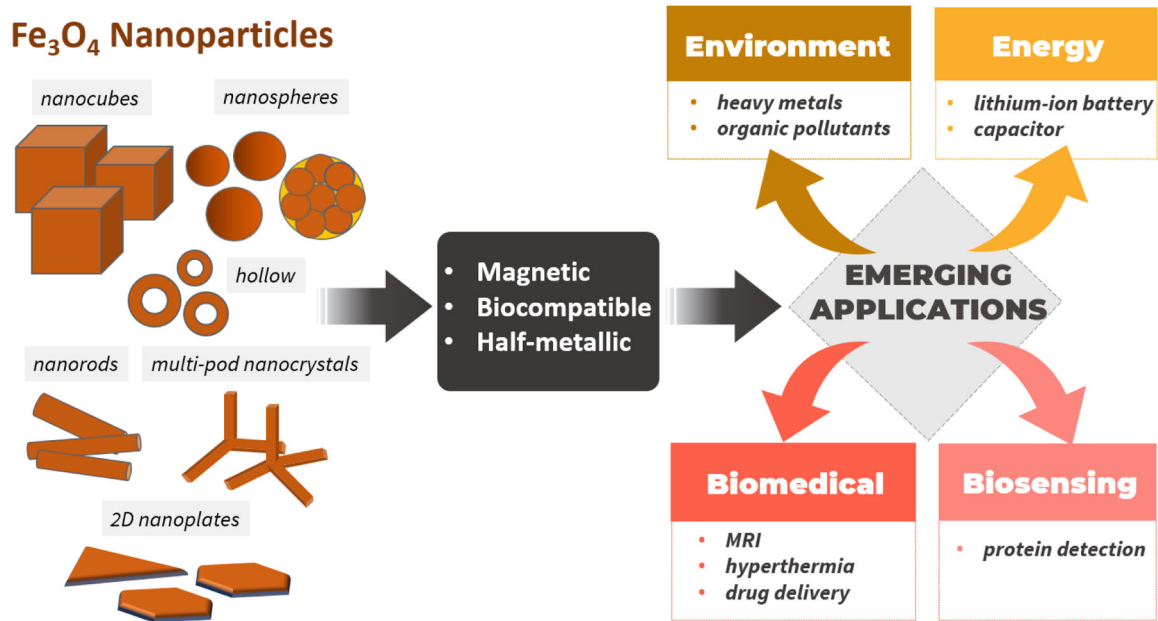 Fe₃O₄ Nanoparticles
nanocubes
nanospheres
hollow
nanorods
multi-pod nanocrystals
2D nanoplates
• Magnetic
• Biocompatible
• Half-metallic
EMERGING
APPLICATIONS
Environment
• heavy metals
• organic pollutants
Energy
• lithium-ion battery
• capacitor
Biomedical
• MRI
• hyperthermia
• drug delivery
Biosensing
• protein detection